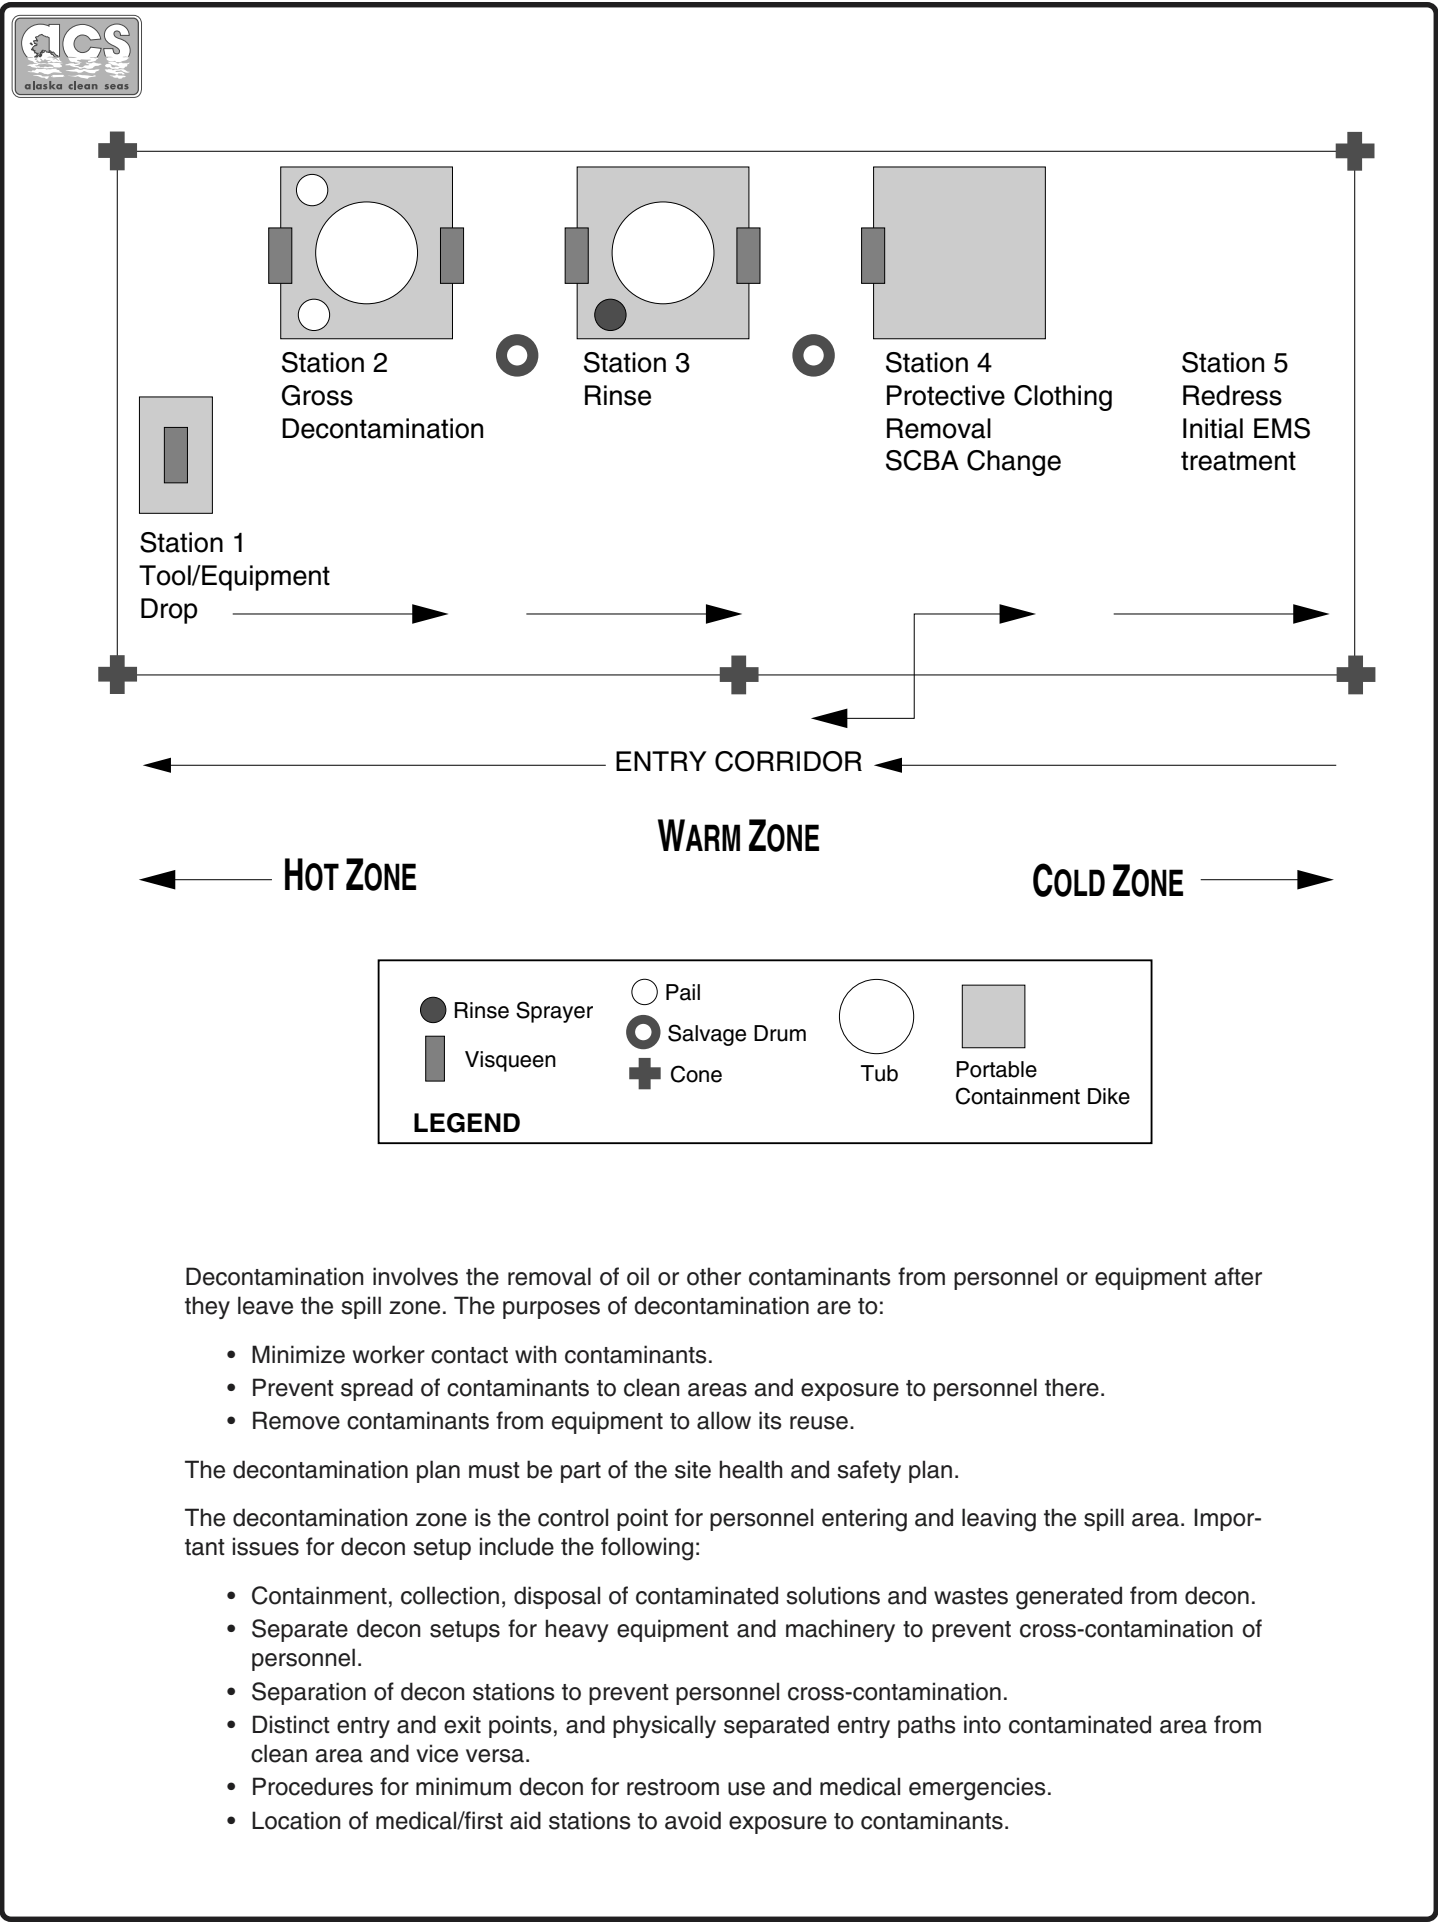 acs
alaska clean seas
Station 2
Gross
Decontamination
Station 3
Rinse
Station 4
Protective Clothing
Removal
SCBA Change
Station 5
Redress
Initial EMS
treatment
Station 1
Tool/Equipment
Drop
ENTRY CORRIDOR
WARM ZONE
HOT ZONE
COLD ZONE
Rinse Sprayer
Visqueen
LEGEND
Pail
Salvage Drum
Cone
Tub
Portable
Containment Dike
Decontamination involves the removal of oil or other contaminants from personnel or equipment after
they leave the spill zone. The purposes of decontamination are to:
• Minimize worker contact with contaminants.
• Prevent spread of contaminants to clean areas and exposure to personnel there.
• Remove contaminants from equipment to allow its reuse.
The decontamination plan must be part of the site health and safety plan.
The decontamination zone is the control point for personnel entering and leaving the spill area. Impor-
tant issues for decon setup include the following:
• Containment, collection, disposal of contaminated solutions and wastes generated from decon.
• Separate decon setups for heavy equipment and machinery to prevent cross-contamination of
personnel.
• Separation of decon stations to prevent personnel cross-contamination.
• Distinct entry and exit points, and physically separated entry paths into contaminated area from
clean area and vice versa.
• Procedures for minimum decon for restroom use and medical emergencies.
• Location of medical/first aid stations to avoid exposure to contaminants.